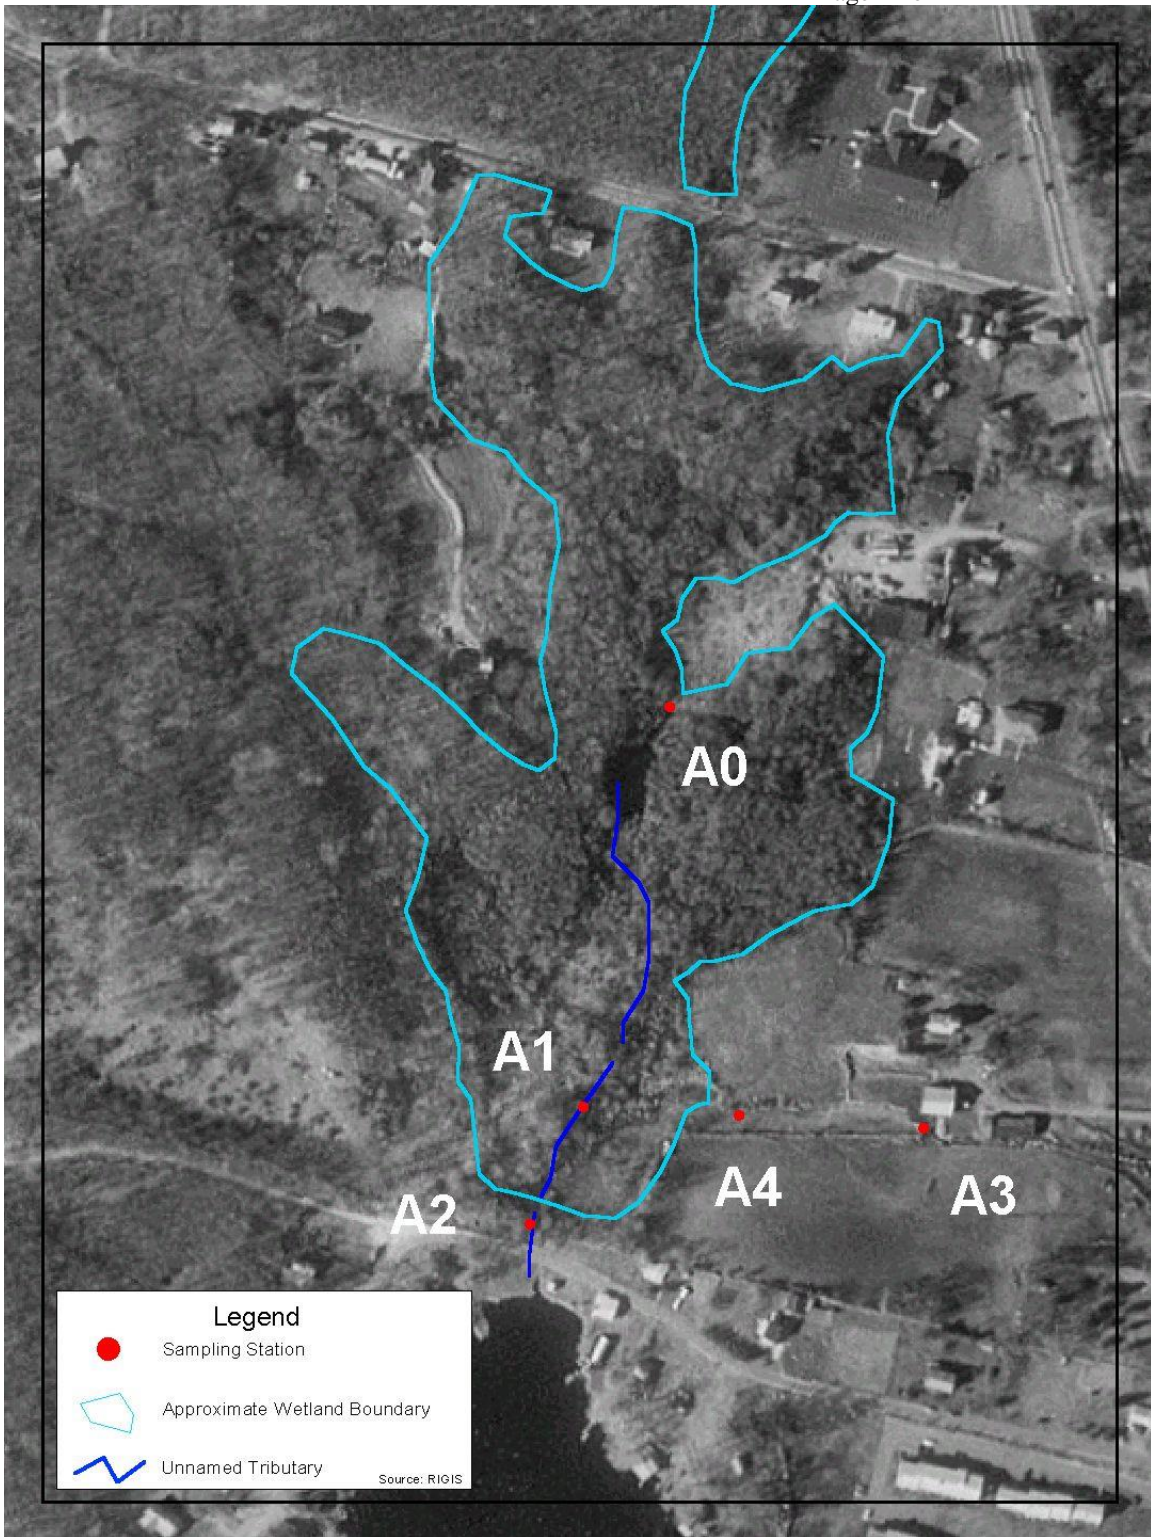 A0
A1
A4
A3
A2
Legend
Sampling Station
Approximate Wetland Boundary
Unnamed Tributary
Source: RIGIS